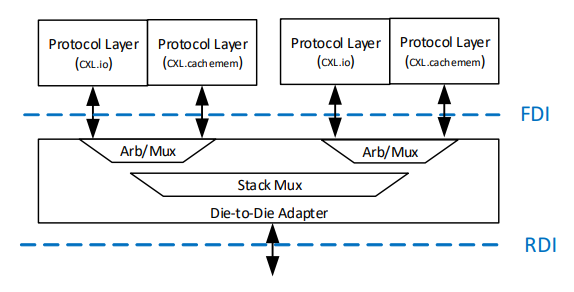 Protocol Layer
(CXL.io)
Protocol Layer
(CXL.cachemem)
Protocol Layer
(CXL.io)
Protocol Layer
(CXL.cachemem)
FDI
Arb/Mux
Arb/Mux
Stack Mux
Die-to-Die Adapter
RDI